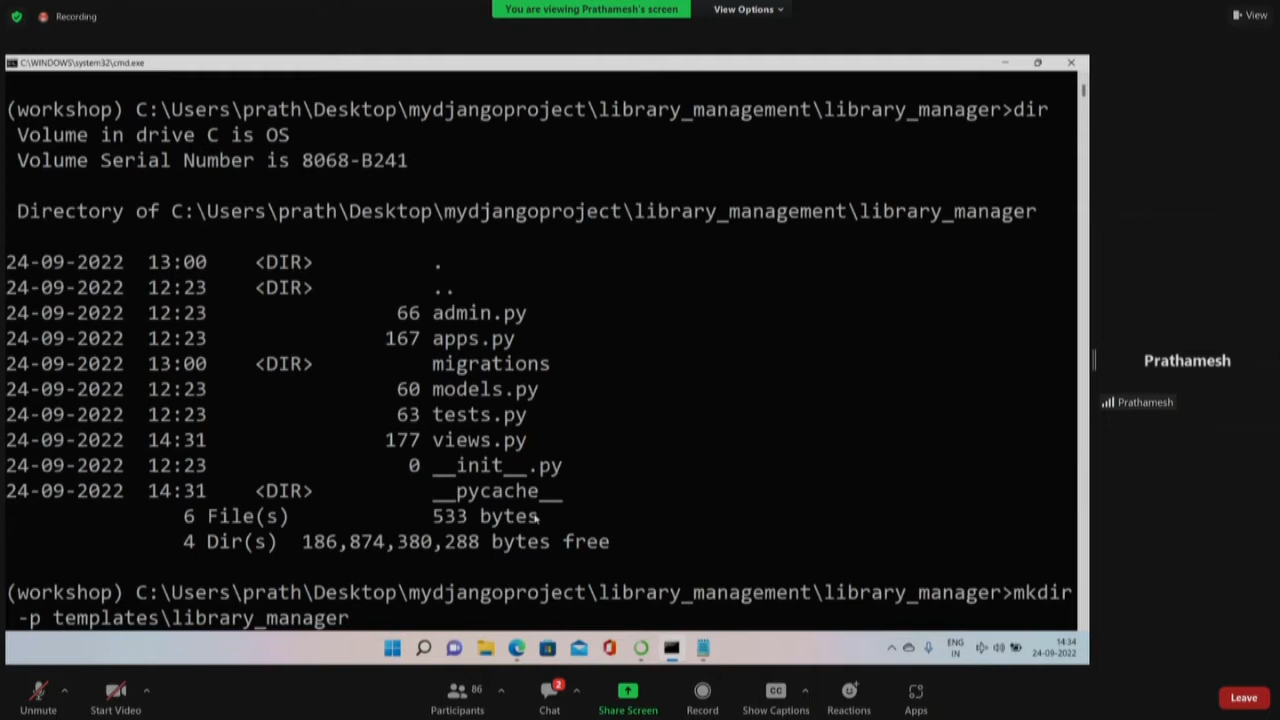 Recording
You are viewing Prathamesh's screen
View Options
View
C:\WINDOWS\system32\cmd.exe
(workshop) C:\Users\prath\Desktop\mydjangoproject\library_management\library_manager>dir
Volume in drive C is OS
Volume Serial Number is 8068-B241
Directory of C:\Users\prath\Desktop\mydjangoproject\library_management\library_manager
24-09-2022 13:00 <DIR> .
24-09-2022 12:23 <DIR> ..
24-09-2022 12:23 66 admin.py
24-09-2022 12:23 167 apps.py
24-09-2022 13:00 <DIR> migrations
24-09-2022 12:23 60 models.py
24-09-2022 12:23 63 tests.py
24-09-2022 14:31 177 views.py
24-09-2022 12:23 0 __init__.py
24-09-2022 14:31 <DIR> __pycache__
6 File(s) 533 bytes
4 Dir(s) 186,874,380,288 bytes free
(workshop) C:\Users\prath\Desktop\mydjangoproject\library_management\library_manager>mkdir
-p templates\library_manager
Prathamesh
Prathamesh
ENG
IN
14:34
24-09-2022
Unmute
Start Video
86
Participants
2
Chat
Share Screen
Record
CC
Show Captions
Reactions
Apps
Leave